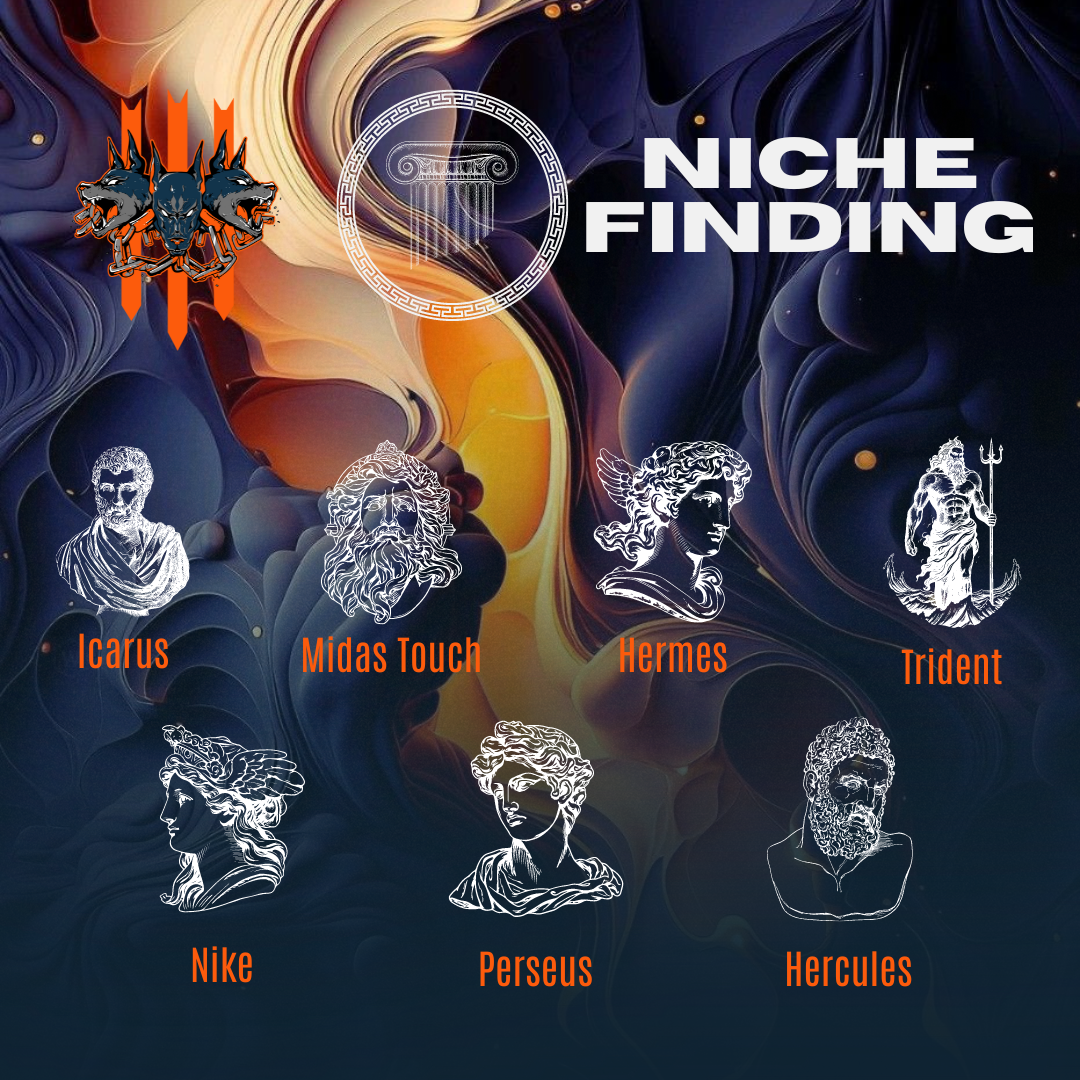 NICHE
FINDING
Icarus
Midas Touch
Hermes
Trident
Nike
Perseus
Hercules